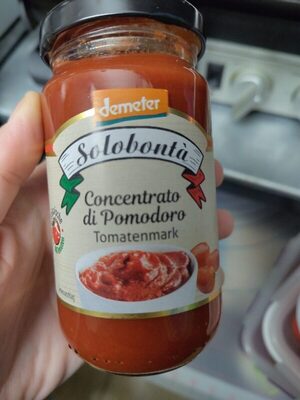 demeter
Solobontà
Concentrato
di Pomodoro
Tomatenmark